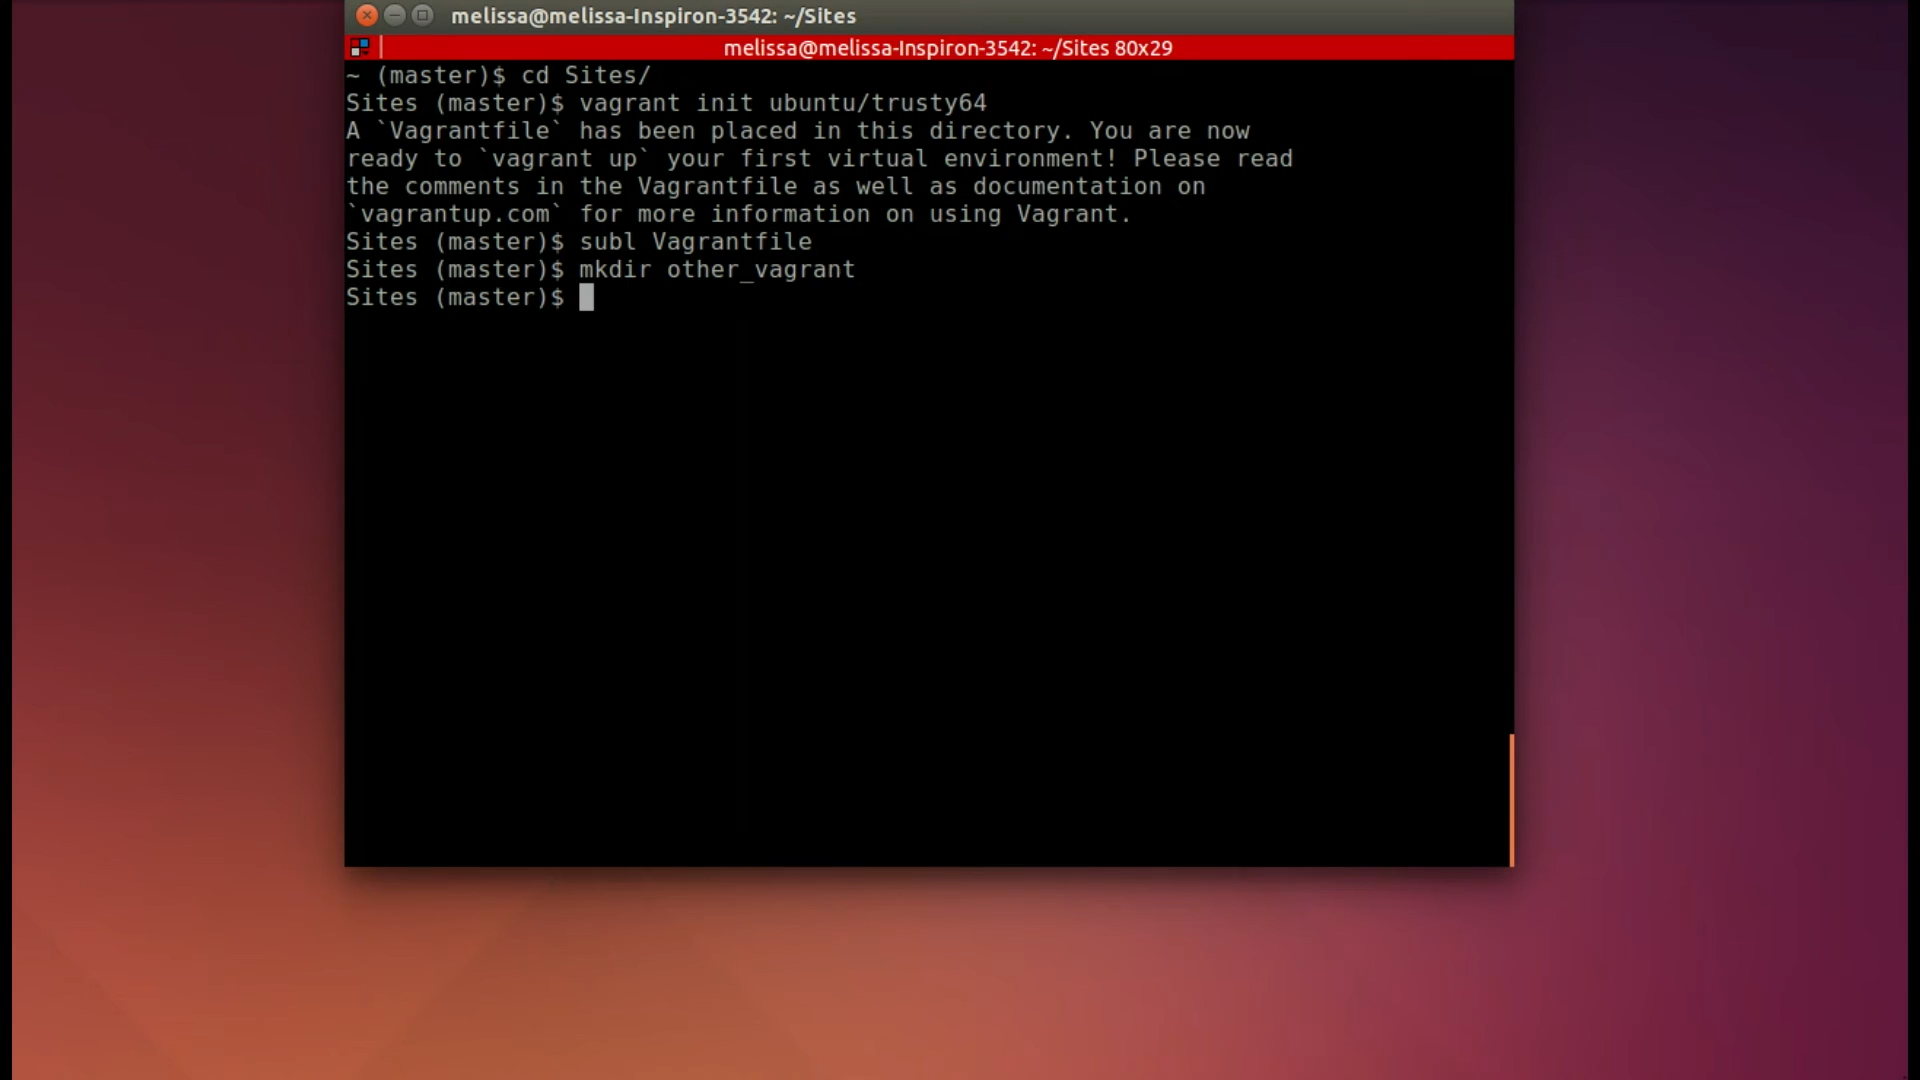 melissa@melissa-Inspiron-3542: ~/Sites
melissa@melissa-Inspiron-3542: ~/Sites 80x29
~ (master)$ cd Sites/
Sites (master)$ vagrant init ubuntu/trusty64
A `Vagrantfile` has been placed in this directory. You are now
ready to `vagrant up` your first virtual environment! Please read
the comments in the Vagrantfile as well as documentation on
`vagrantup.com` for more information on using Vagrant.
Sites (master)$ subl Vagrantfile
Sites (master)$ mkdir other_vagrant
Sites (master)$